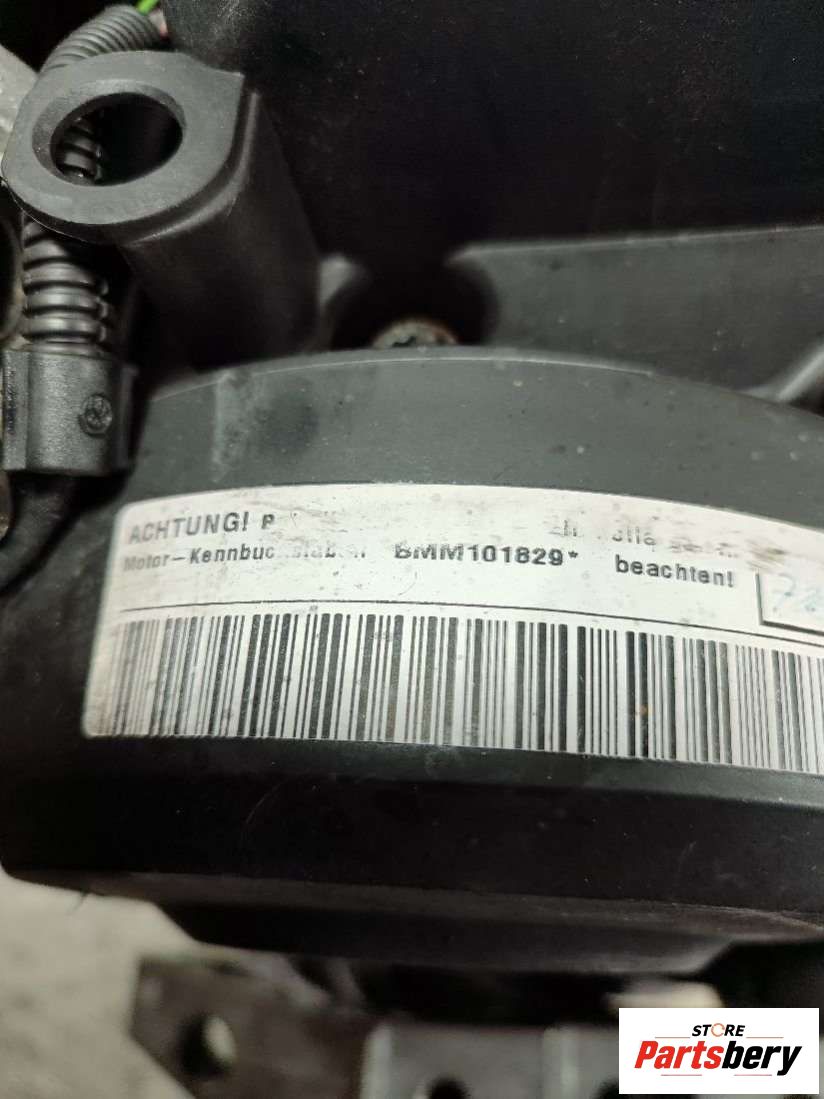 ACHTUNG!
Motor-Kennbuchstaben BMM101829* beachten!
STORE
Partsbery